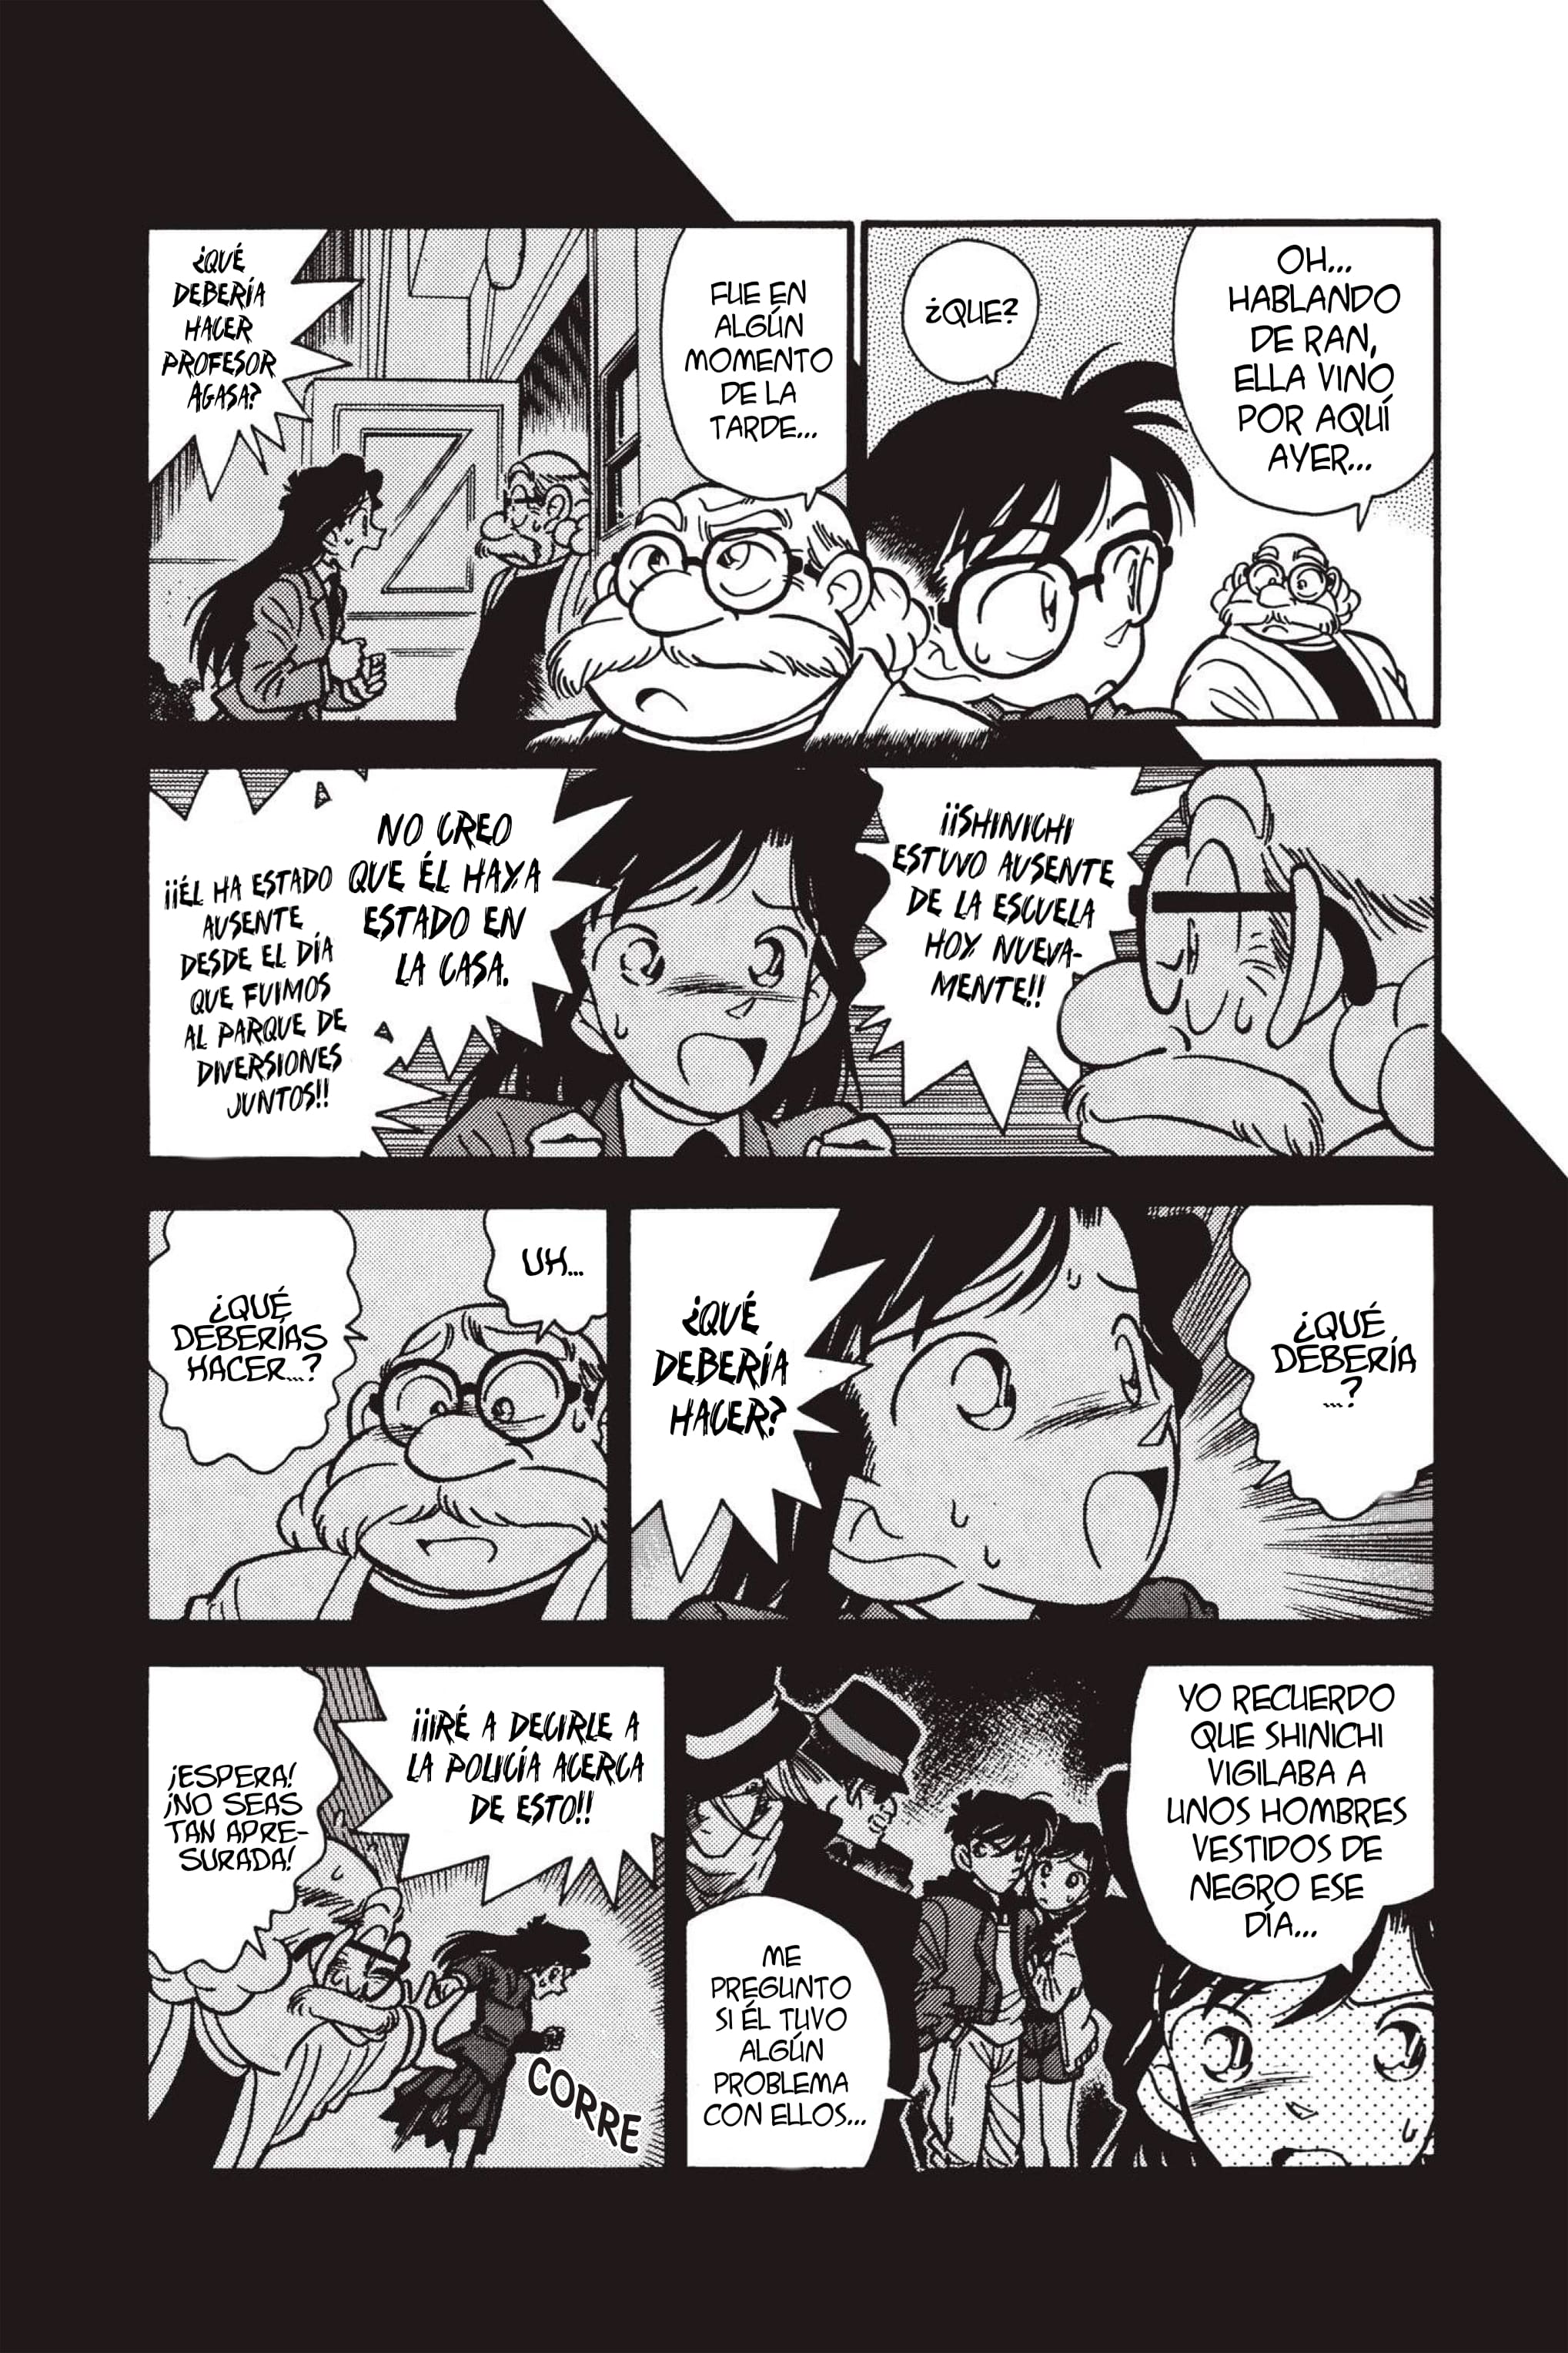 OH...
HABLANDO
DE RAN,
ELLA VINO
POR AQUÍ
AYER...
¿QUE?
FUE EN
ALGÚN
MOMENTO
DE LA
TARDE...
¿QUÉ
DEBERÍA
HACER
PROFESOR
AGASA?
¡¡SHINICHI
ESTUVO AUSENTE
DE LA ESCUELA
HOY NUEVA-
MENTE!!
NO CREO
QUE ÉL HAYA
ESTADO EN
LA CASA.
¡¡ÉL HA ESTADO
AUSENTE
DESDE EL DÍA
QUE FUIMOS
AL PARQUE DE
DIVERSIONES
JUNTOS!!
¿QUÉ
DEBERÍA
...?
¿QUÉ
DEBERÍA
HACER?
UH...
¿QUÉ
DEBERÍAS
HACER...?
YO RECUERDO
QUE SHINICHI
VIGILABA A
UNOS HOMBRES
VESTIDOS DE
NEGRO ESE
DÍA...
ME
PREGUNTO
SI ÉL TUVO
ALGÚN
PROBLEMA
CON ELLOS...
¡¡IRÉ A DECIRLE A
LA POLICÍA ACERCA
DE ESTO!!
¡ESPERA!
¡NO SEAS
TAN APRE-
SURADA!
CORRE